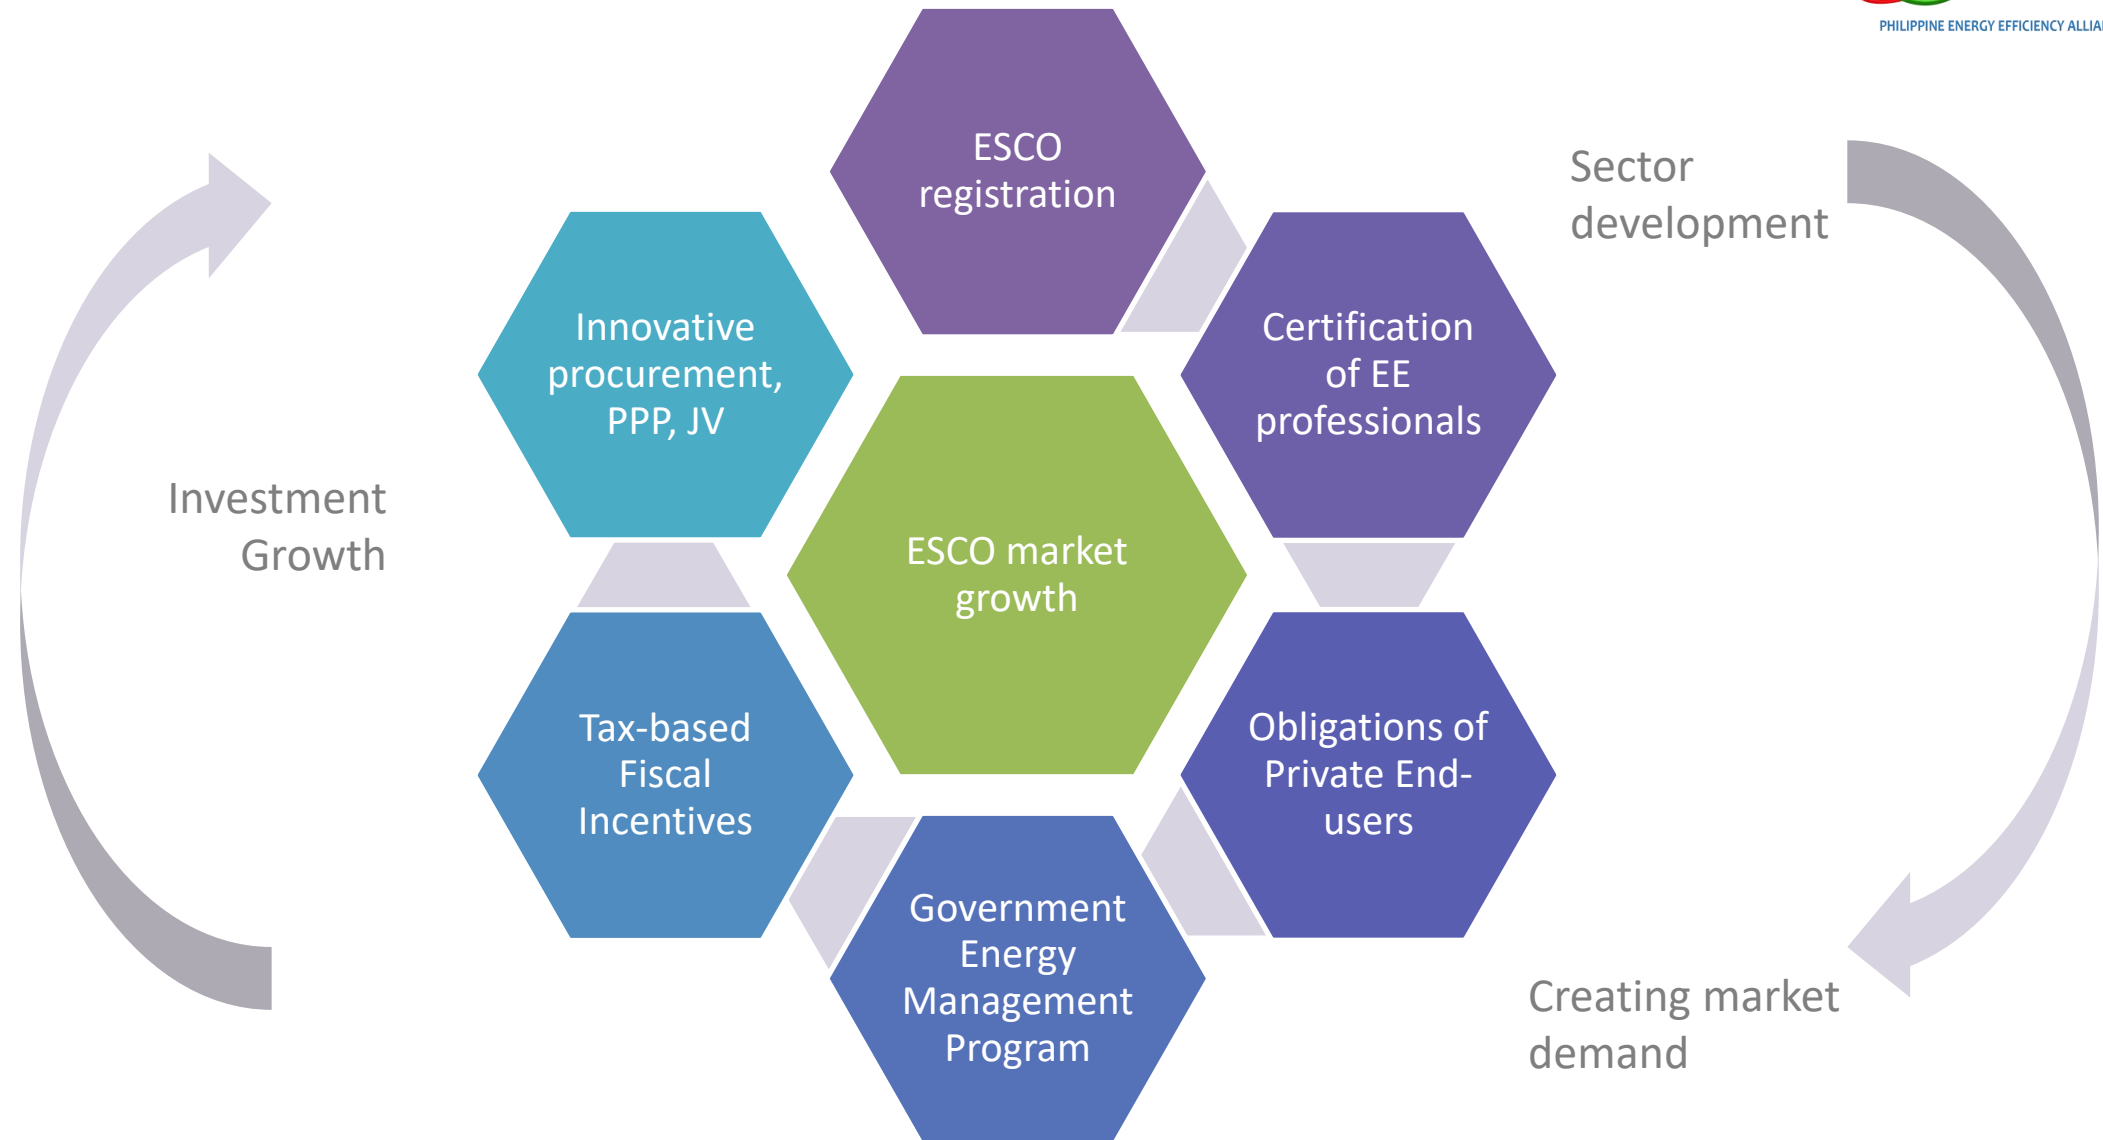 PHILIPPINE ENERGY EFFICIENCY
ESCO
registration
Sector
development
Innovative
procurement,
PPP, JV
Certification
of EE
professionals
Investment
Growth
ESCO market
growth
Tax-based
Fiscal
Incentives
Obligations of
Private End-
users
Government
Energy
Management
Program
Creating market
demand